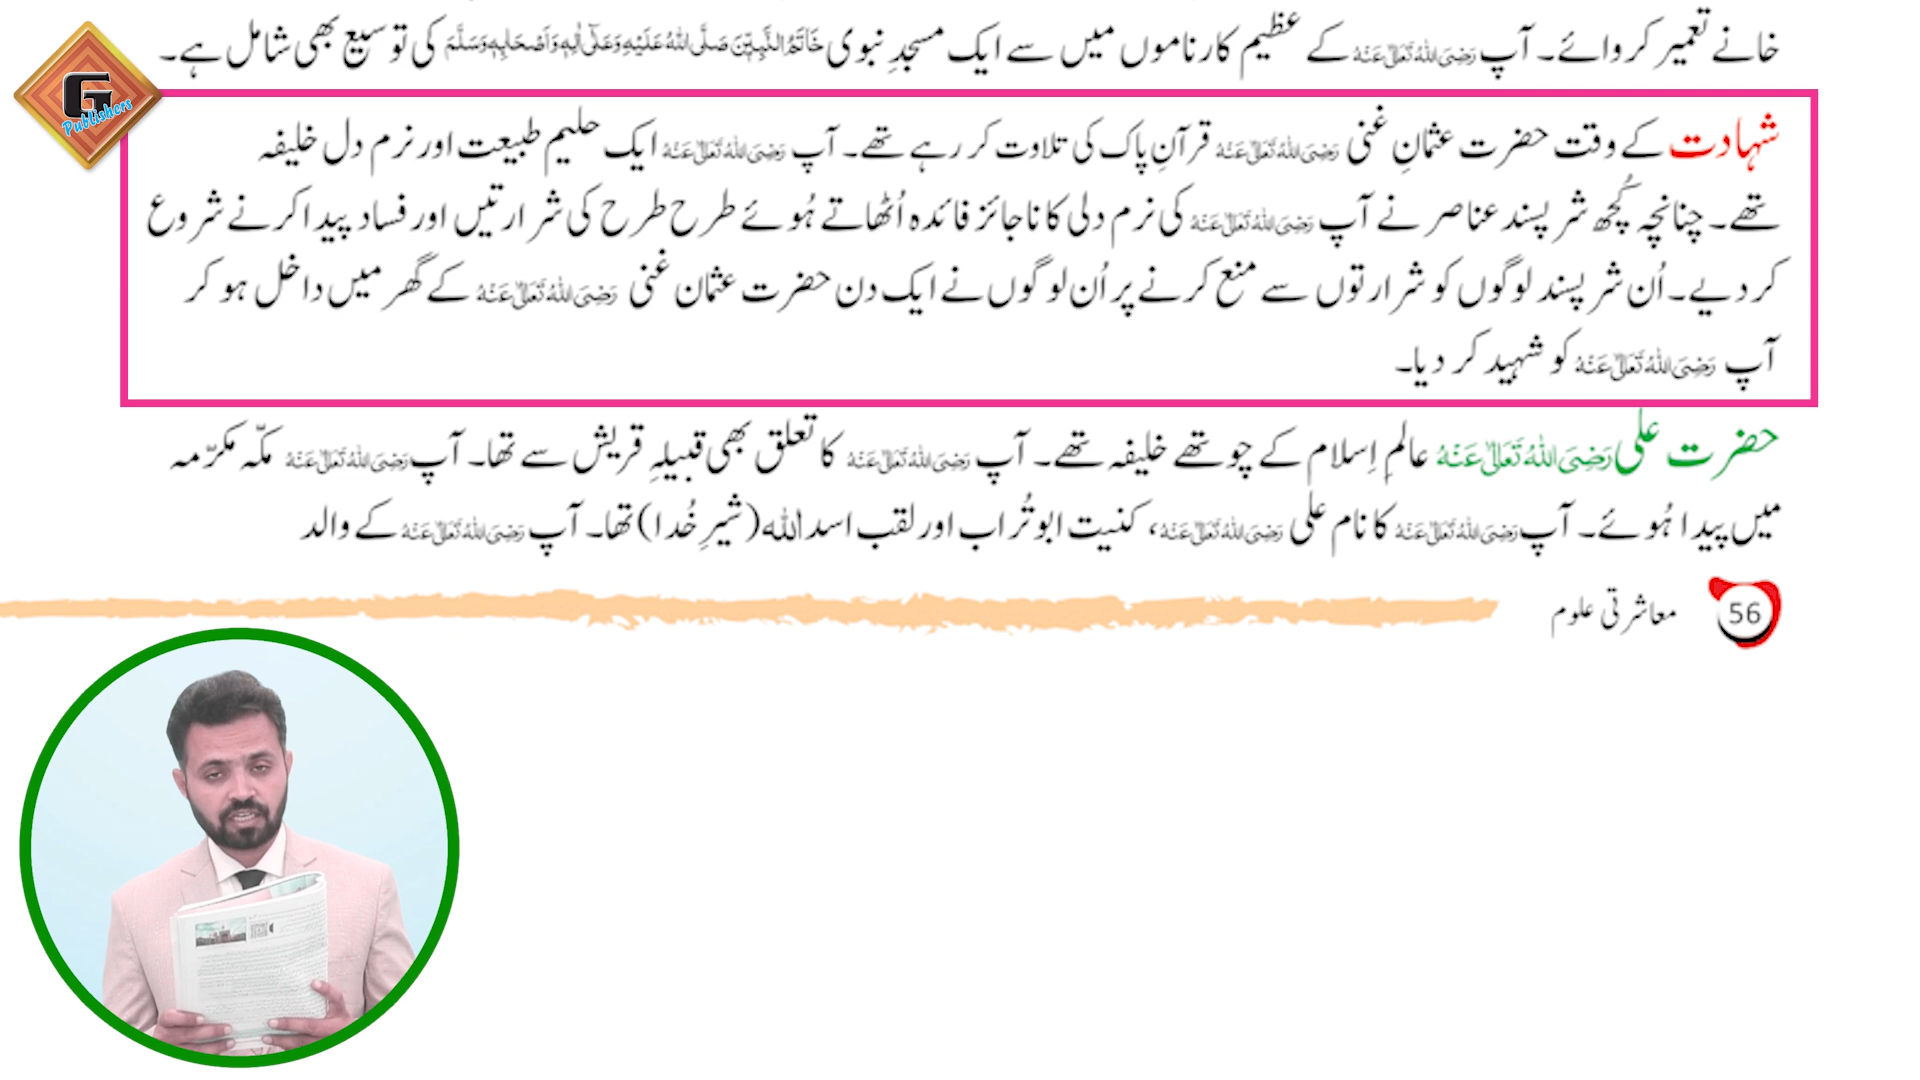 خانے تعمیر کروائے۔ آپ رَضِیَ اللہُ تَعَالٰی عَنْہُ کے عظیم کارناموں میں سے ایک مسجدِ نبوی خَاتَمُ النَّبِیّٖنَ صَلَّی اللہُ عَلَیْہِ وَعَلٰٓی اٰلِہٖ وَاَصْحَابِہٖ وَسَلَّمَ کی توسیع بھی شامل ہے۔
G
Publishers
شہادت کے وقت حضرت عثمانِ غنی رَضِیَ اللہُ تَعَالٰی عَنْہُ قرآنِ پاک کی تلاوت کر رہے تھے۔ آپ رَضِیَ اللہُ تَعَالٰی عَنْہُ ایک حلیم طبیعت اور نرم دل خلیفہ
تھے۔ چنانچہ کُچھ شر پسند عناصر نے آپ رَضِیَ اللہُ تَعَالٰی عَنْہُ کی نرم دلی کا ناجائز فائدہ اُٹھاتے ہُوئے طرح طرح کی شرارتیں اور فساد پیدا کرنے شروع
کر دیے۔ اُن شر پسند لوگوں کو شرارتوں سے منع کرنے پر اُن لوگوں نے ایک دن حضرت عثمان غنی رَضِیَ اللہُ تَعَالٰی عَنْہُ کے گھر میں داخل ہو کر
آپ رَضِیَ اللہُ تَعَالٰی عَنْہُ کو شہید کر دیا۔
حضرت علی رَضِیَ اللہُ تَعَالٰی عَنْہُ عالمِ اِسلام کے چوتھے خلیفہ تھے۔ آپ رَضِیَ اللہُ تَعَالٰی عَنْہُ کا تعلق بھی قبیلہِ قریش سے تھا۔ آپ رَضِیَ اللہُ تَعَالٰی عَنْہُ مکّہ مکرّمہ
میں پیدا ہُوئے۔ آپ رَضِیَ اللہُ تَعَالٰی عَنْہُ کا نام علی رَضِیَ اللہُ تَعَالٰی عَنْہُ، کنیت ابو تُراب اور لقب اسد اللہ (شیرِ خُدا) تھا۔ آپ رَضِیَ اللہُ تَعَالٰی عَنْہُ کے والد
معاشرتی علوم 56